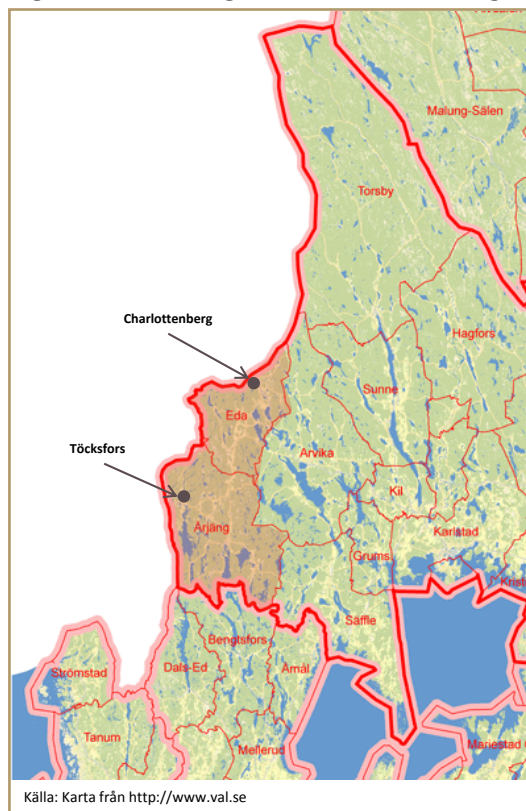 Malung-Sälen
Torsby
Charlottenberg
Hagfors
Sunne
Eda
Arvika
Töcksfors
Kil
Årjäng
Karlstad
Grums
Säffle
Bengtsfors
Dals-Ed
Åmål
Strömstad
Tanum
Mellerud
Källa: Karta från http://www.val.se